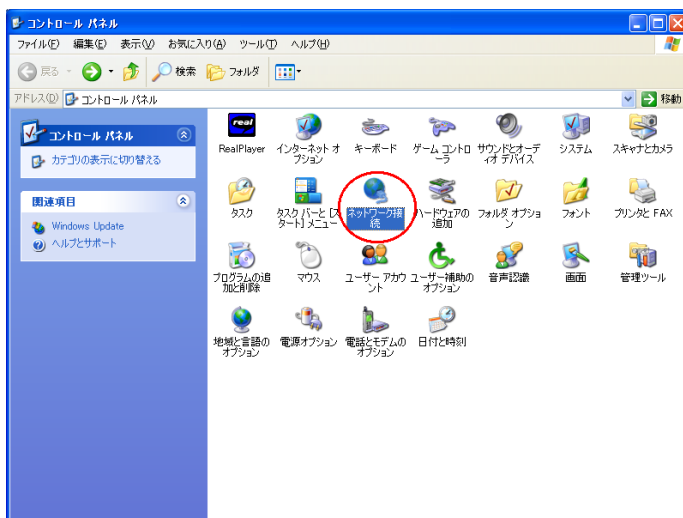 コントロール パネル
ファイル(F) 編集(E) 表示(V) お気に入り(A) ツール(T) ヘルプ(H)
戻る 検索 フォルダ
アドレス(D) コントロール パネル 移動
コントロール パネル
カテゴリの表示に切り替える
関連項目
Windows Update
ヘルプとサポート
real
RealPlayer
インターネット オ
プション
キーボード
ゲーム コントロ
ーラ
サウンドとオーデ
ィオ デバイス
システム
スキャナとカメラ
タスク
タスク バーと [ス
タート] メニュー
ネットワーク接
続
ハードウェアの
追加
フォルダ オプショ
ン
フォント
プリンタと FAX
プログラムの追
加と削除
マウス
ユーザー アカウ
ント
ユーザー補助の
オプション
音声認識
画面
管理ツール
地域と言語の
オプション
電源オプション
電話とモデムの
オプション
日付と時刻